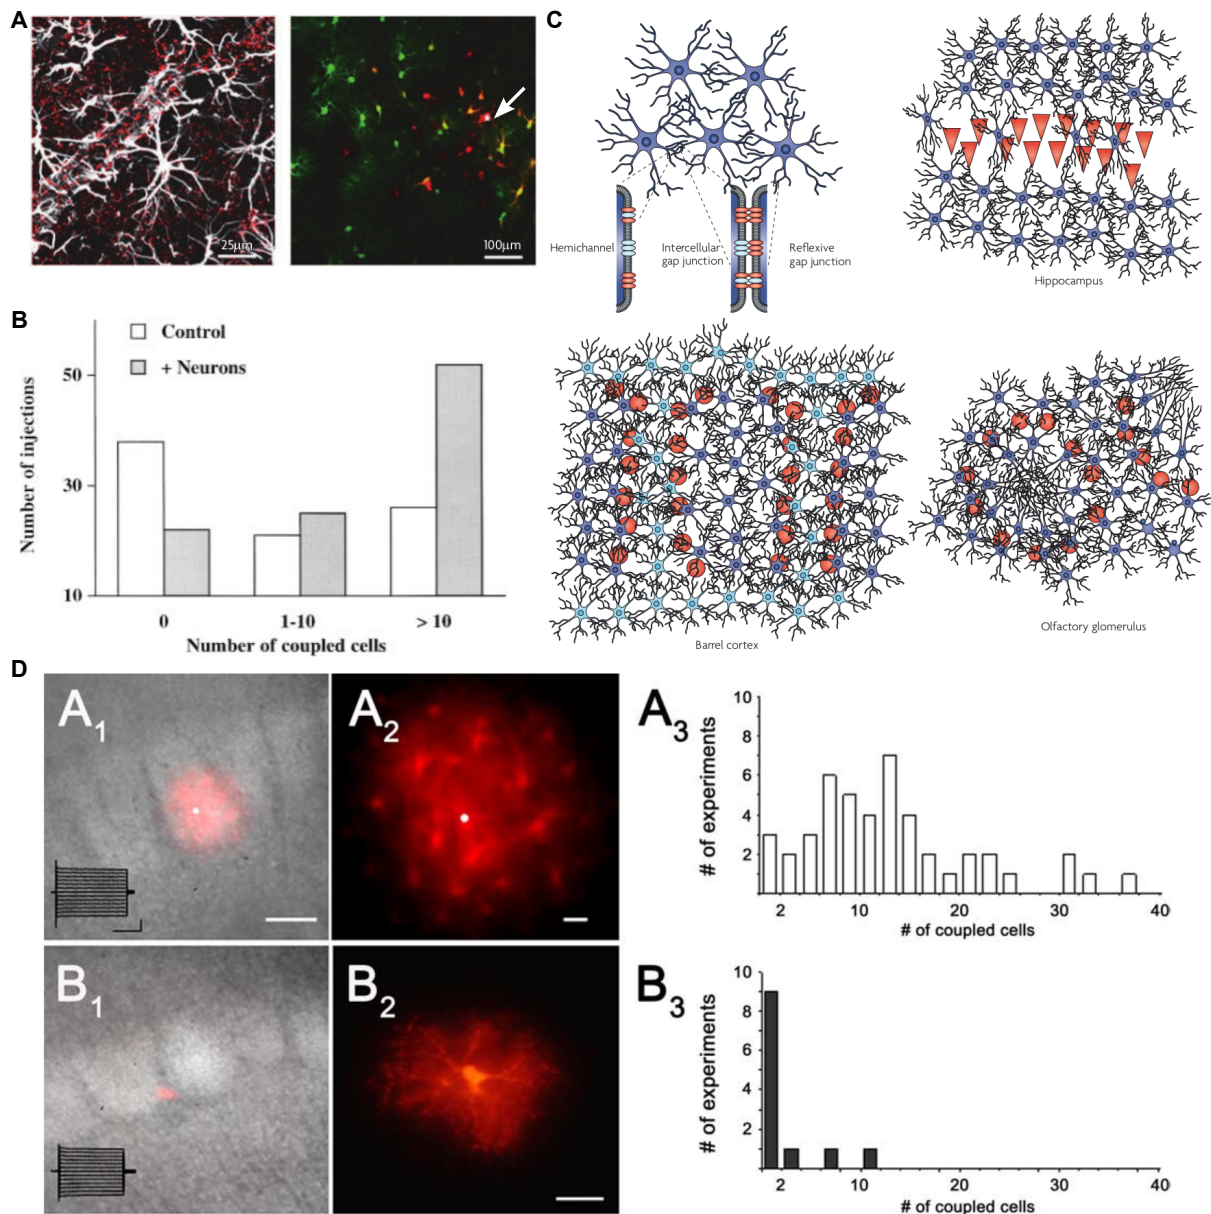 A
25μm
100μm
C
Hemichannel
Intercellular
gap junction
Reflexive
gap junction
Hippocampus
B
Control
+ Neurons
Number of injections
50
30
10
0
1-10
> 10
Number of coupled cells
Barrel cortex
Olfactory glomerulus
D
A1
A2
A3
# of experiments
10
8
6
4
2
2
10
20
30
40
# of coupled cells
B1
B2
B3
# of experiments
10
8
6
4
2
2
10
20
30
40
# of coupled cells